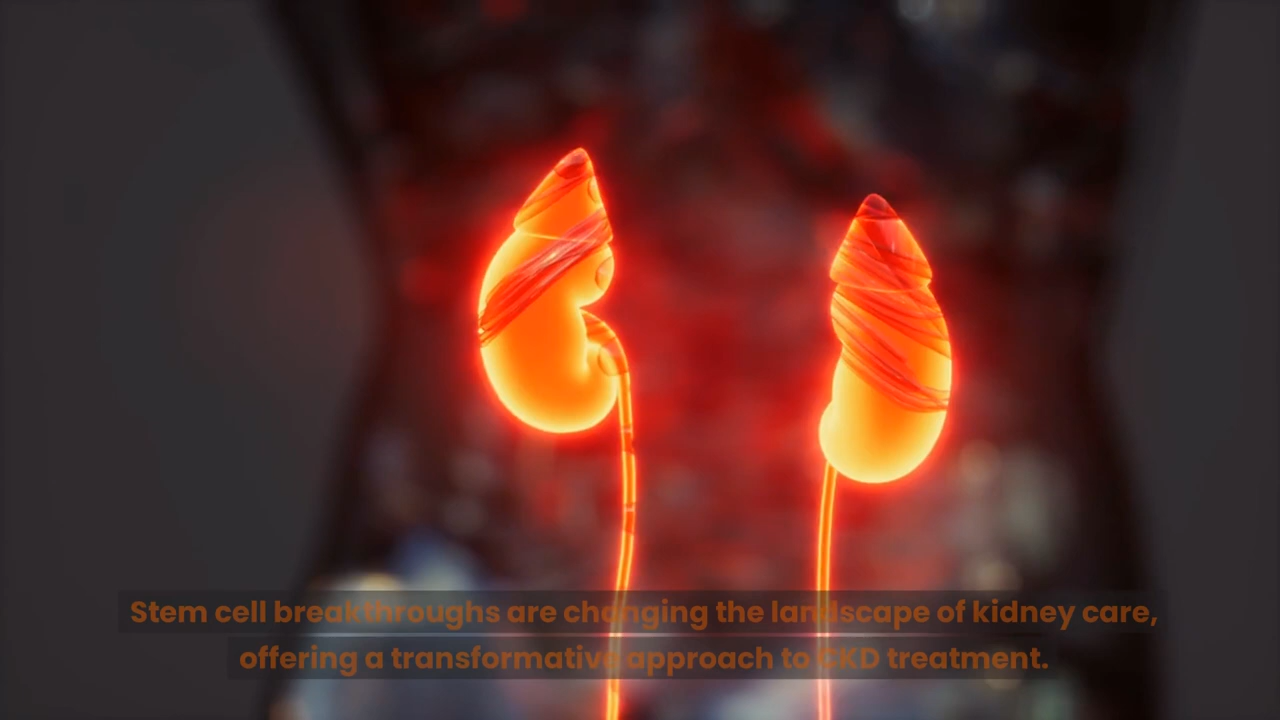 Stem cell breakthroughs are changing the landscape of kidney care,
offering a transformative approach to CKD treatment.